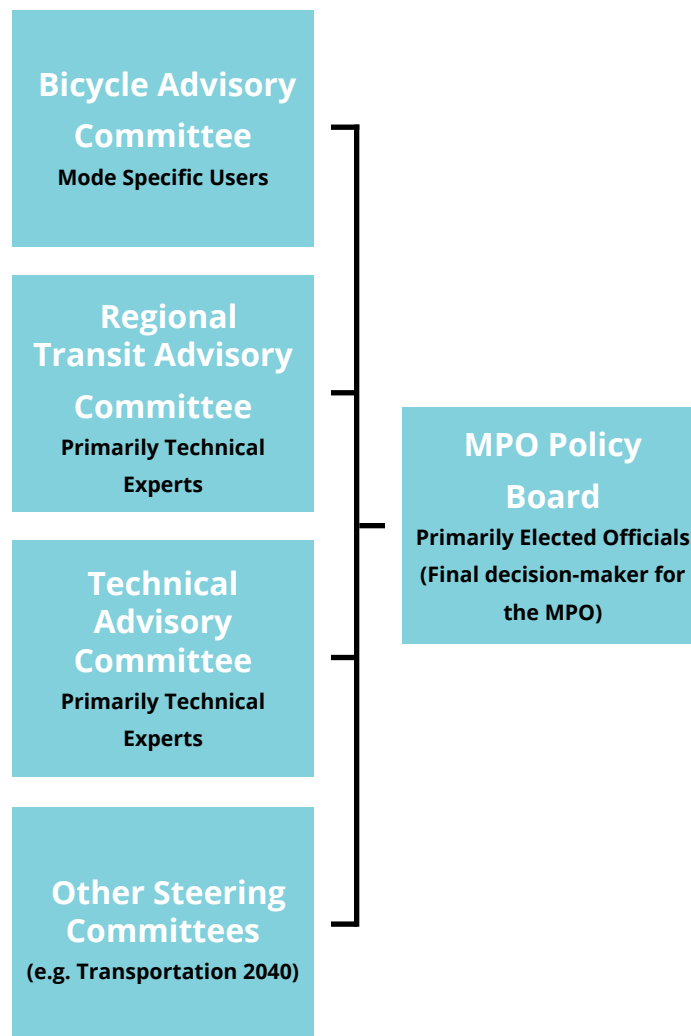 Bicycle Advisory
Committee
Mode Specific Users
Regional
Transit Advisory
Committee
Primarily Technical
Experts
Technical
Advisory
Committee
Primarily Technical
Experts
Other Steering
Committees
(e.g. Transportation 2040)
MPO Policy
Board
Primarily Elected Officials
(Final decision-maker for
the MPO)